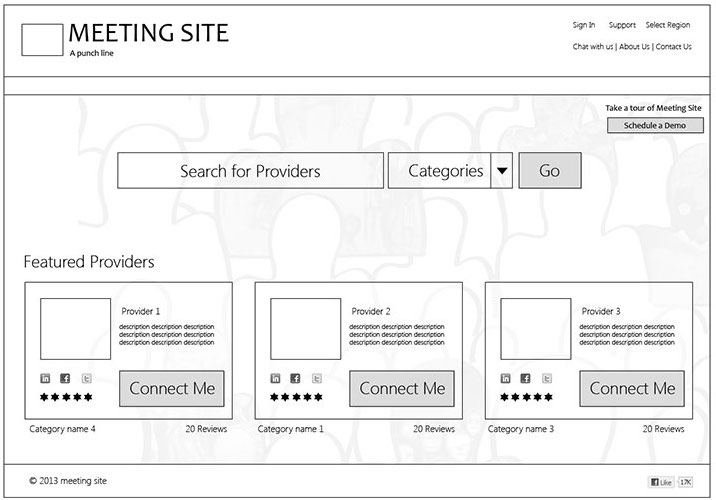 MEETING SITE
A punch line
Sign In Support Select Region
Chat with us | About Us | Contact Us
Take a tour of Meeting Site
Schedule a Demo
Search for Providers Categories Go
Featured Providers
Provider 1
description description description
description description description
description description description
in f t
Connect Me
Category name 4 20 Reviews
Provider 2
description description description
description description description
description description description
in f t
Connect Me
Category name 1 20 Reviews
Provider 3
description description description
description description description
description description description
in f t
Connect Me
Category name 3 20 Reviews
© 2013 meeting site
f Like 17K